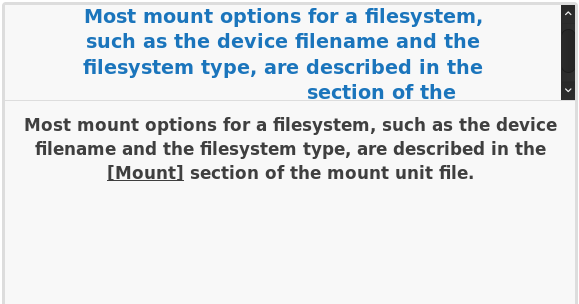 Most mount options for a filesystem,
such as the device filename and the
filesystem type, are described in the
section of the
Most mount options for a filesystem, such as the device
filename and the filesystem type, are described in the
[Mount] section of the mount unit file.